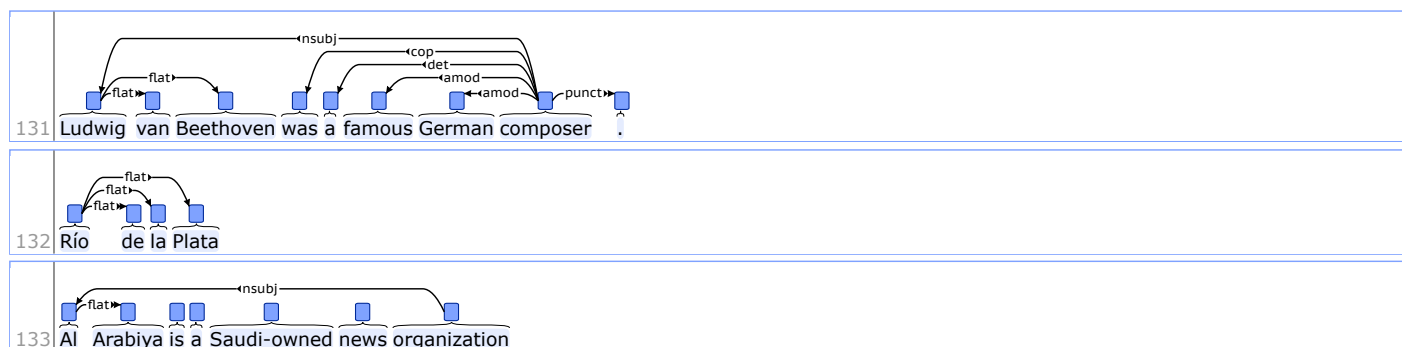 nsubj
cop
det
flat amod
flat amod punct
131 Ludwig van Beethoven was a famous German composer .
flat
flat
flat
132 Río de la Plata
nsubj
flat
133 Al Arabiya is a Saudi-owned news organization